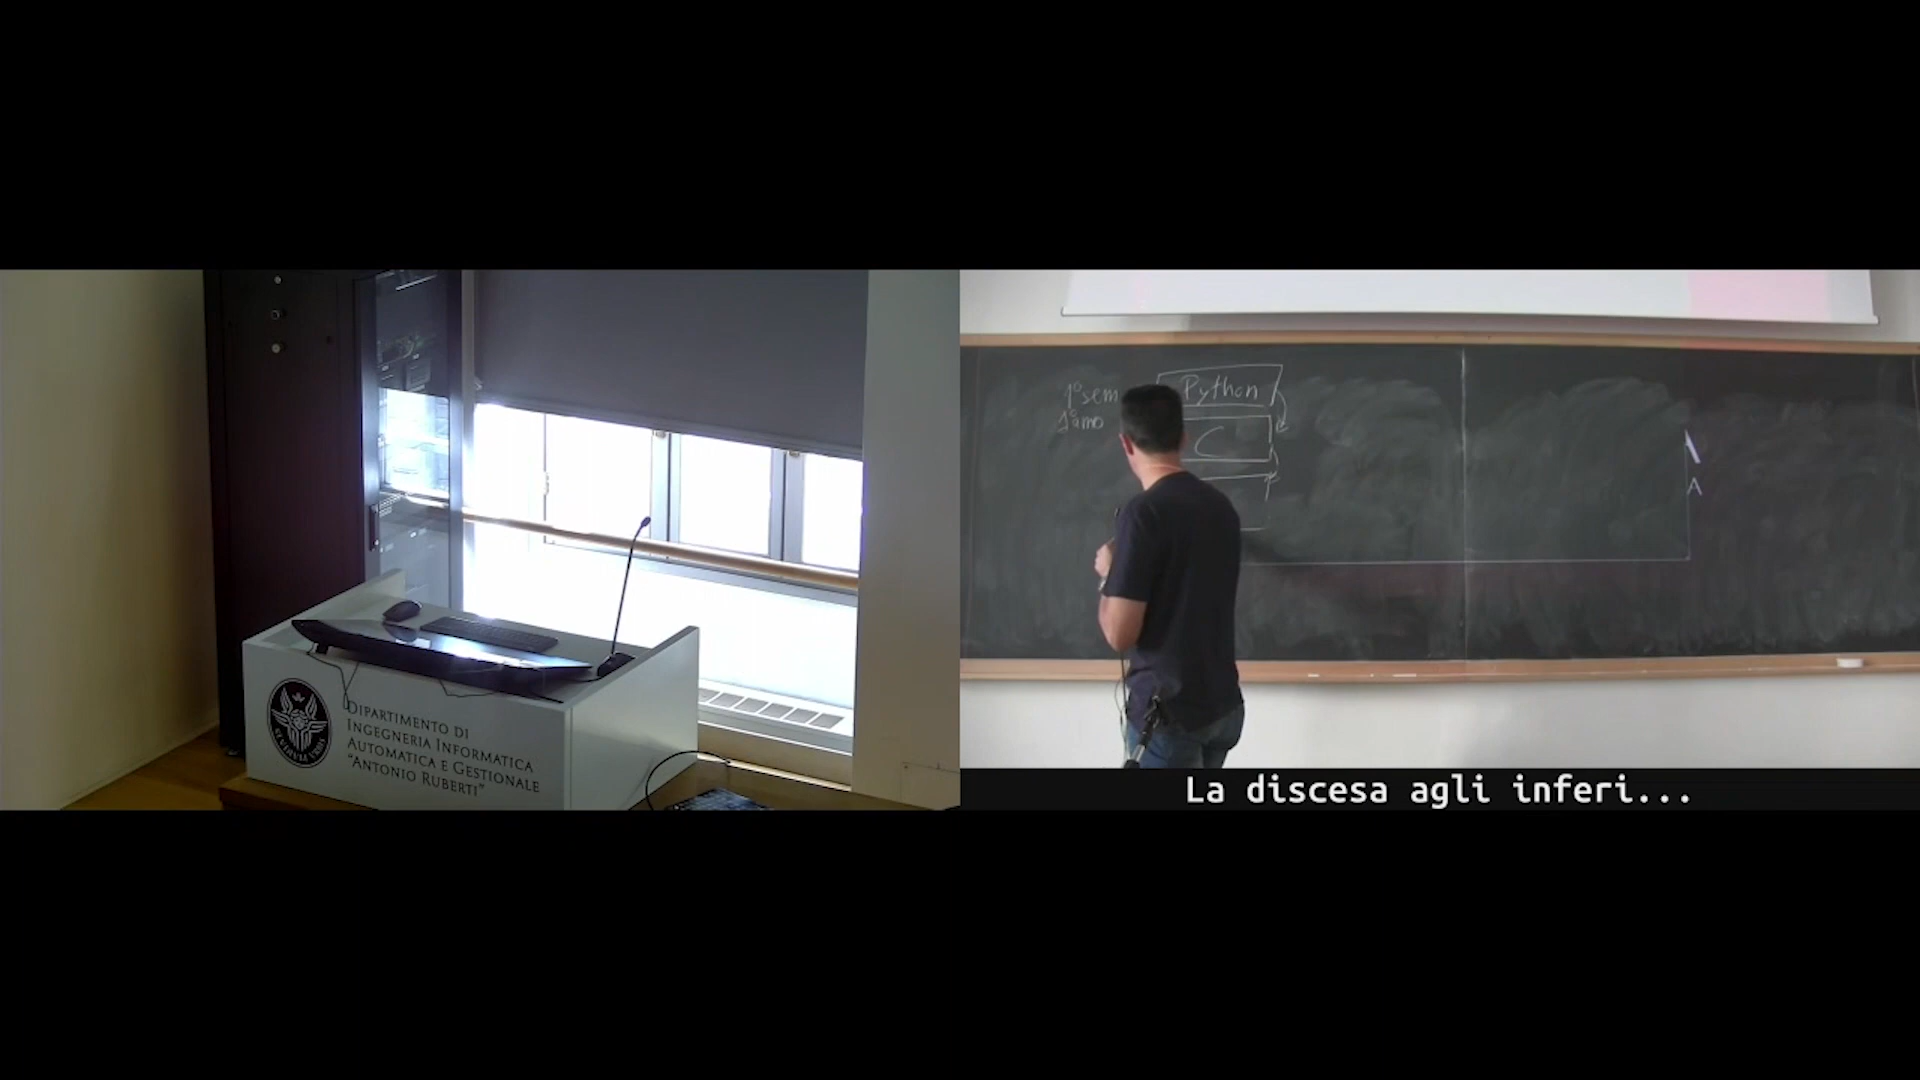 DIPARTIMENTO DI
INGEGNERIA INFORMATICA
AUTOMATICA E GESTIONALE
"ANTONIO RUBERTI"
1° sem
1° anno
Python
C
La discesa agli inferi...